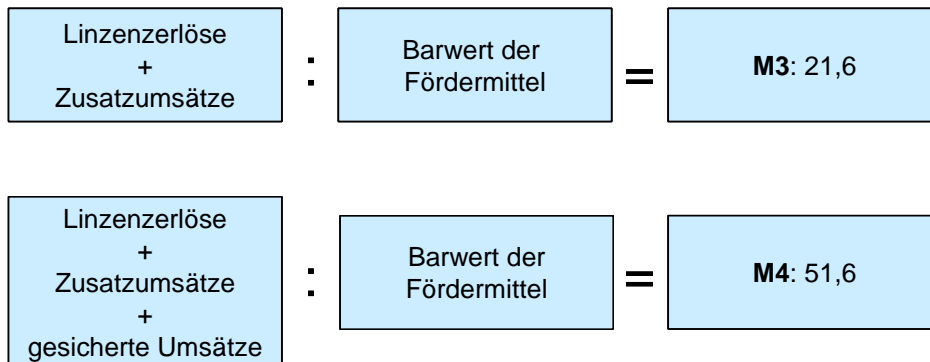 Linzenzerlöse
+
Zusatzumsätze
:
Barwert der
Fördermittel
=
M3: 21,6
Linzenzerlöse
+
Zusatzumsätze
+
gesicherte Umsätze
:
Barwert der
Fördermittel
=
M4: 51,6